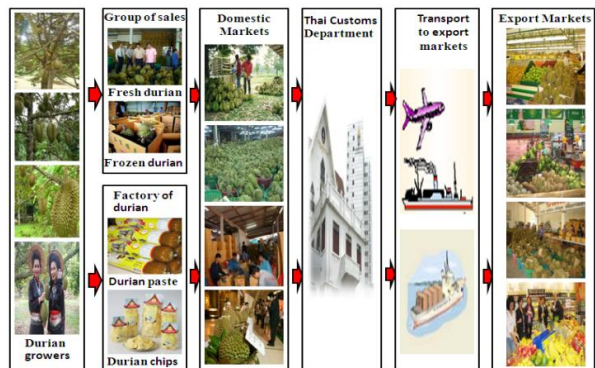 Durian
growers
Group of sales
Fresh durian
Frozen durian
Factory of
durian
Durian paste
Durian chips
Domestic
Markets
Thai Customs
Department
Transport
to export
markets
Export Markets